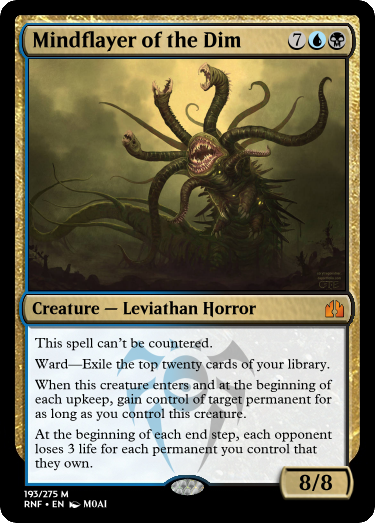 Mindflayer of the Dim 7
Creature — Leviathan Horror
This spell can't be countered.
Ward—Exile the top twenty cards of your library.
When this creature enters and at the beginning of
each upkeep, gain control of target permanent for
as long as you control this creature.
At the beginning of each end step, each opponent
loses 3 life for each permanent you control that
they own.
8/8
193/275 M
RNF • EN MOAI